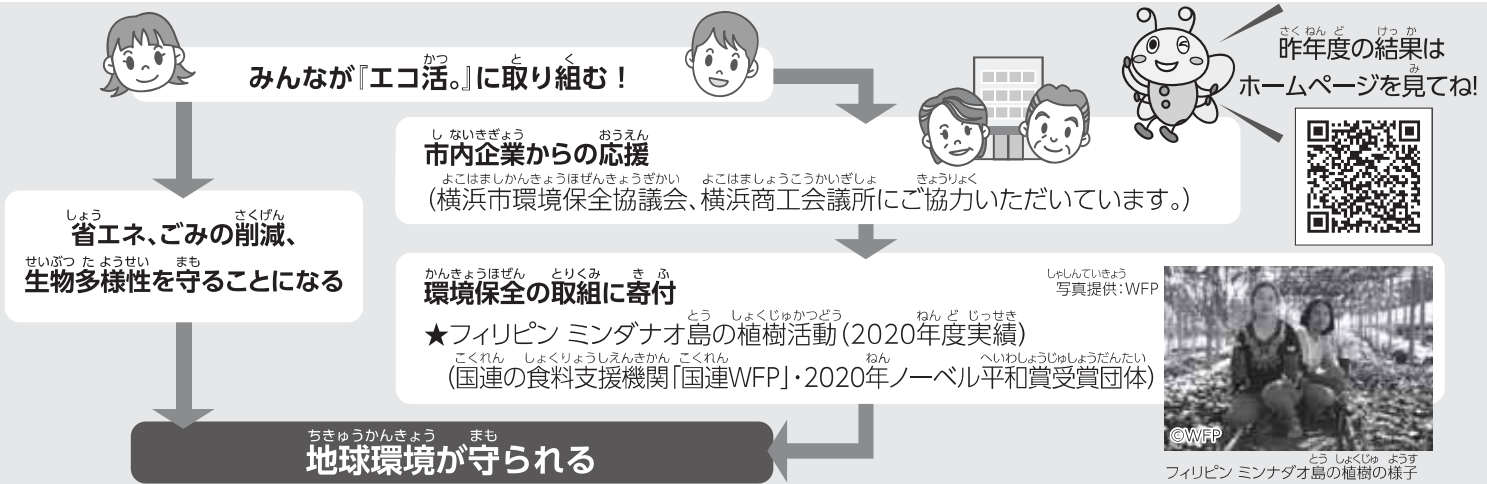 みんなが『エコ活。』に取り組む！
昨年度の結果は
ホームページを見てね!
市内企業からの応援
（横浜市環境保全協議会、横浜商工会議所にご協力いただいています。）
省エネ、ごみの削減、
生物多様性を守ることになる
環境保全の取組に寄付
写真提供：WFP
★フィリピン ミンダナオ島の植樹活動（2020年度実績）
（国連の食料支援機関「国連WFP」・2020年ノーベル平和賞受賞団体）
©WFP
フィリピン ミンナダオ島の植樹の様子
地球環境が守られる